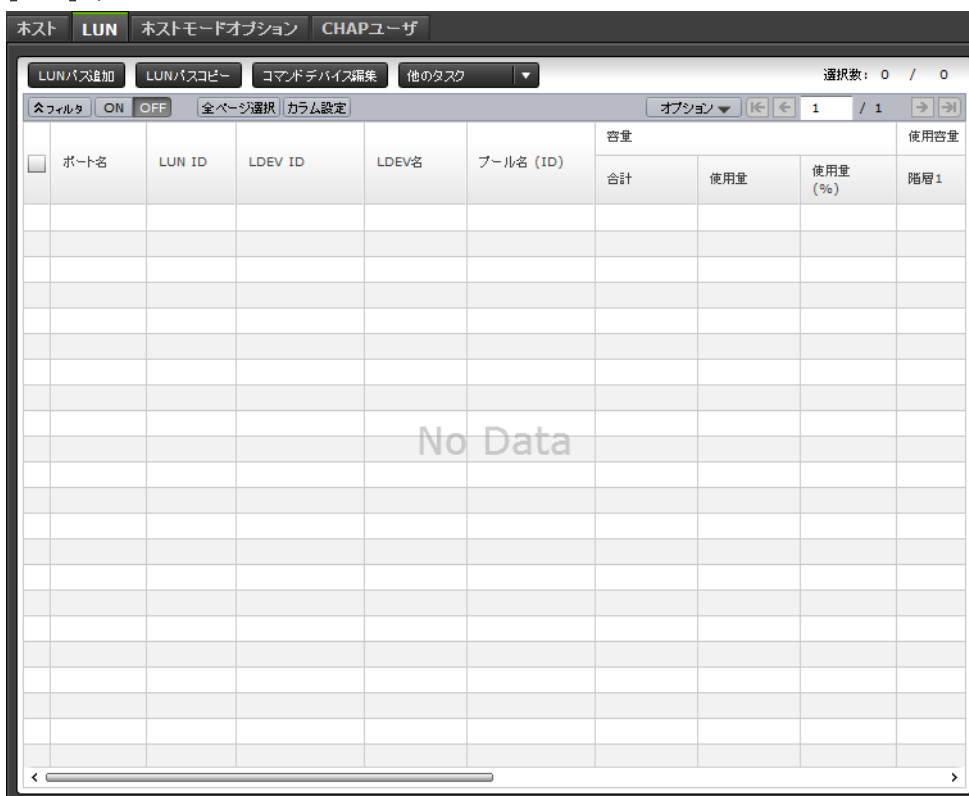 ホスト LUN ホストモードオプション CHAPユーザ
LUNパス追加 LUNパスコピー コマンドデバイス編集 他のタスク 選択数: 0 / 0
フィルタ ON OFF 全ページ選択 カラム設定 オプション 1 / 1
容量 使用容量
ポート名 LUN ID LDEV ID LDEV名 プール名 (ID)
合計 使用量 使用量 (%) 階層1
No Data